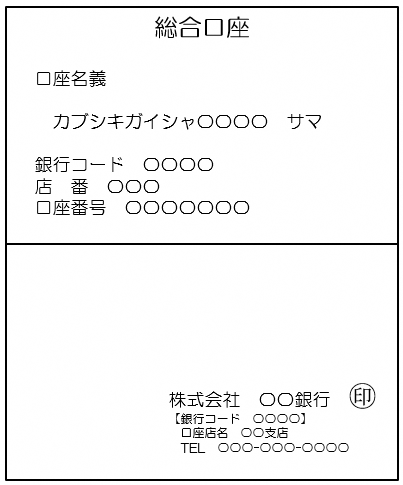 総合口座
口座名義
カブシキガイシャ〇〇〇〇　サマ
銀行コード　〇〇〇〇
店　番　〇〇〇
口座番号　〇〇〇〇〇〇〇
株式会社　〇〇銀行　㊞
【銀行コード　〇〇〇〇】
口座店名　〇〇支店
TEL　〇〇〇-〇〇〇-〇〇〇〇